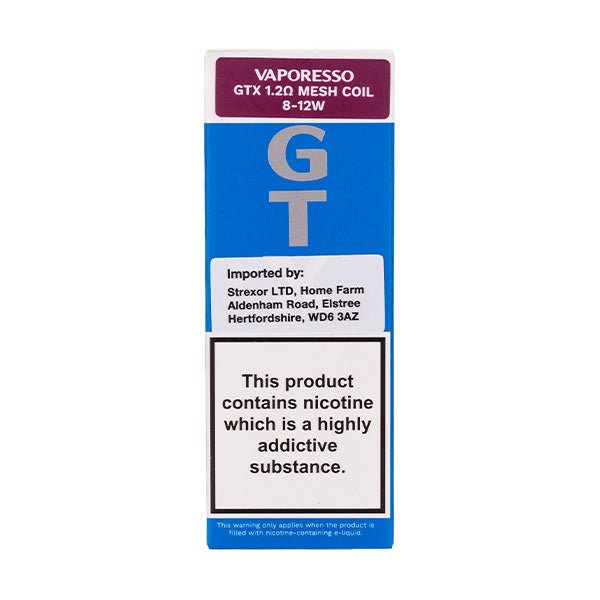 VAPORESSO
GTX 1.2Ω MESH COIL
8-12W
G
T
Imported by:
Strexor LTD, Home Farm
Aldenham Road, Elstree
Hertfordshire, WD6 3AZ
This product
contains nicotine
which is a highly
addictive
substance.
This warning only applies when the product is
filled with nicotine-containing e-liquid.